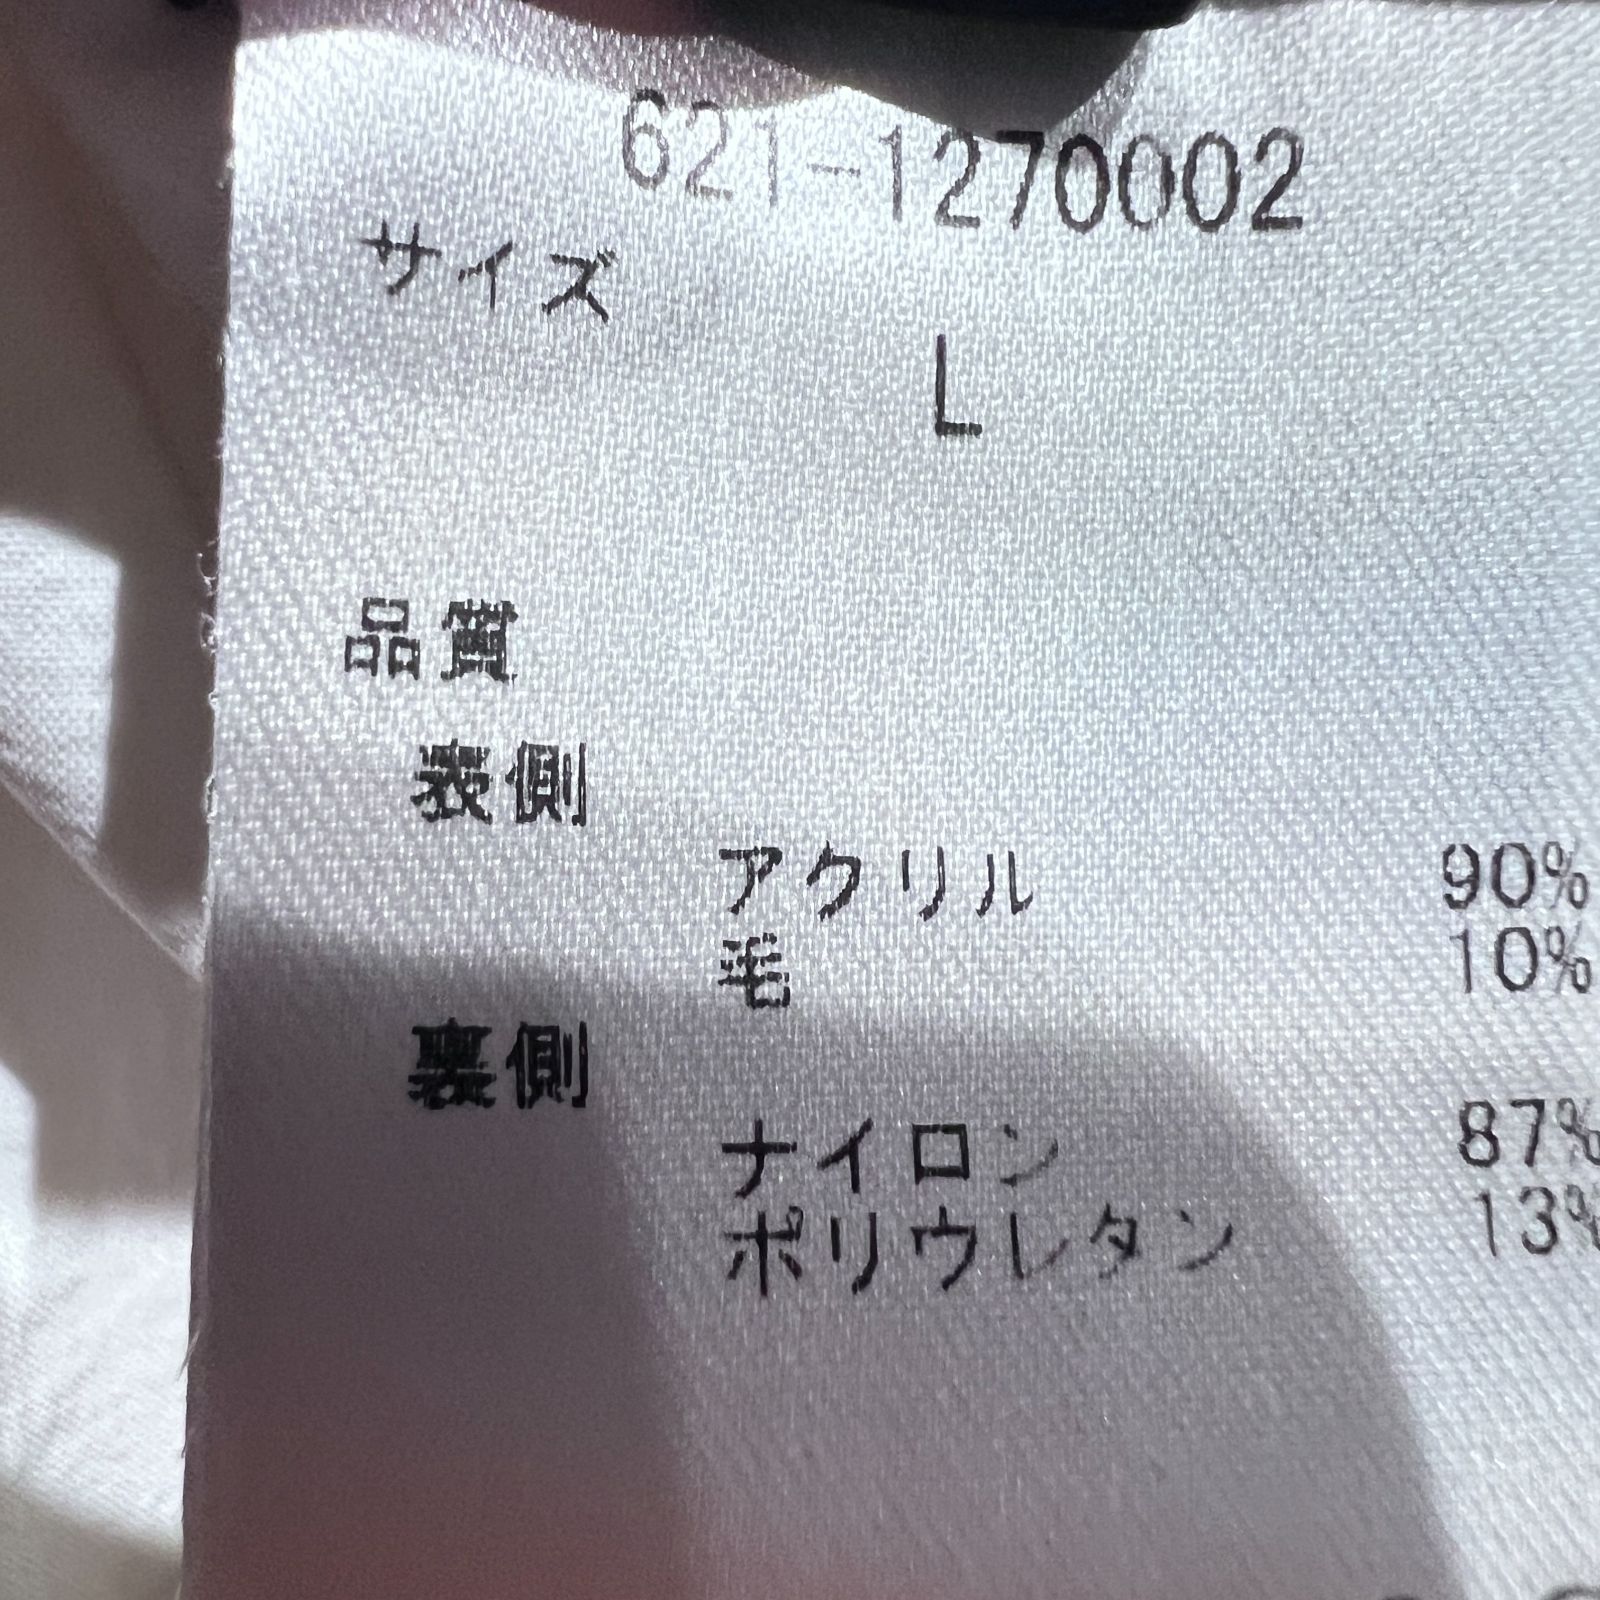 621-1270002
サイズ
L
品質
表側
アクリル 90%
毛 10%
裏側
ナイロン 87%
ポリウレタン 13%